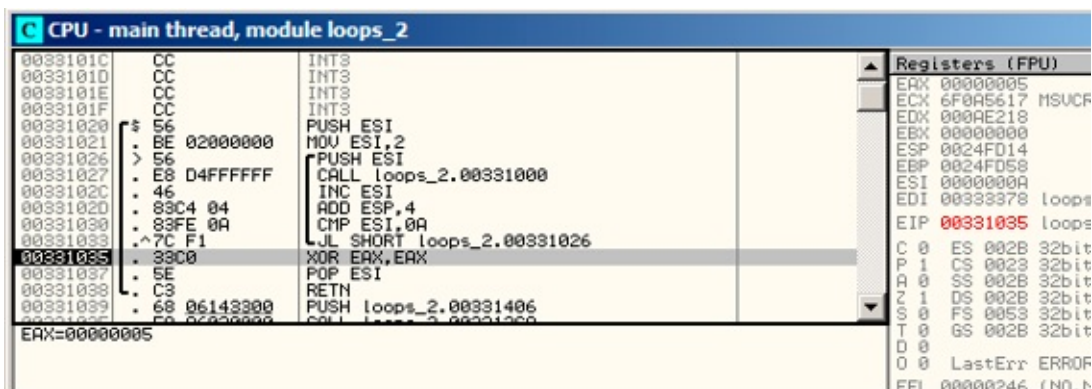 C CPU - main thread, module loops_2
0033101C CC INT3
0033101D CC INT3
0033101E CC INT3
0033101F CC INT3
00331020 $ 56 PUSH ESI
00331021 . BE 02000000 MOV ESI,2
00331026 > 56 PUSH ESI
00331027 . E8 D4FFFFFF CALL loops_2.00331000
0033102C . 46 INC ESI
0033102D . 83C4 04 ADD ESP,4
00331030 . 83FE 0A CMP ESI,0A
00331033 .^7C F1 JL SHORT loops_2.00331026
00331035 . 33C0 XOR EAX,EAX
00331037 . 5E POP ESI
00331038 . C3 RETN
00331039 . 68 06143300 PUSH loops_2.00331406
EAX=00000005
Registers (FPU)
EAX 00000005
ECX 6F0A5617 MSVCR
EDX 000AE218
EBX 00000000
ESP 0024FD14
EBP 0024FD58
ESI 0000000A
EDI 00333378 loops
EIP 00331035 loops
C 0 ES 002B 32bit
P 1 CS 0023 32bit
A 0 SS 002B 32bit
Z 1 DS 002B 32bit
S 0 FS 0053 32bit
T 0 GS 002B 32bit
D 0
O 0 LastErr ERROR
EFL 00000246 (NO,N